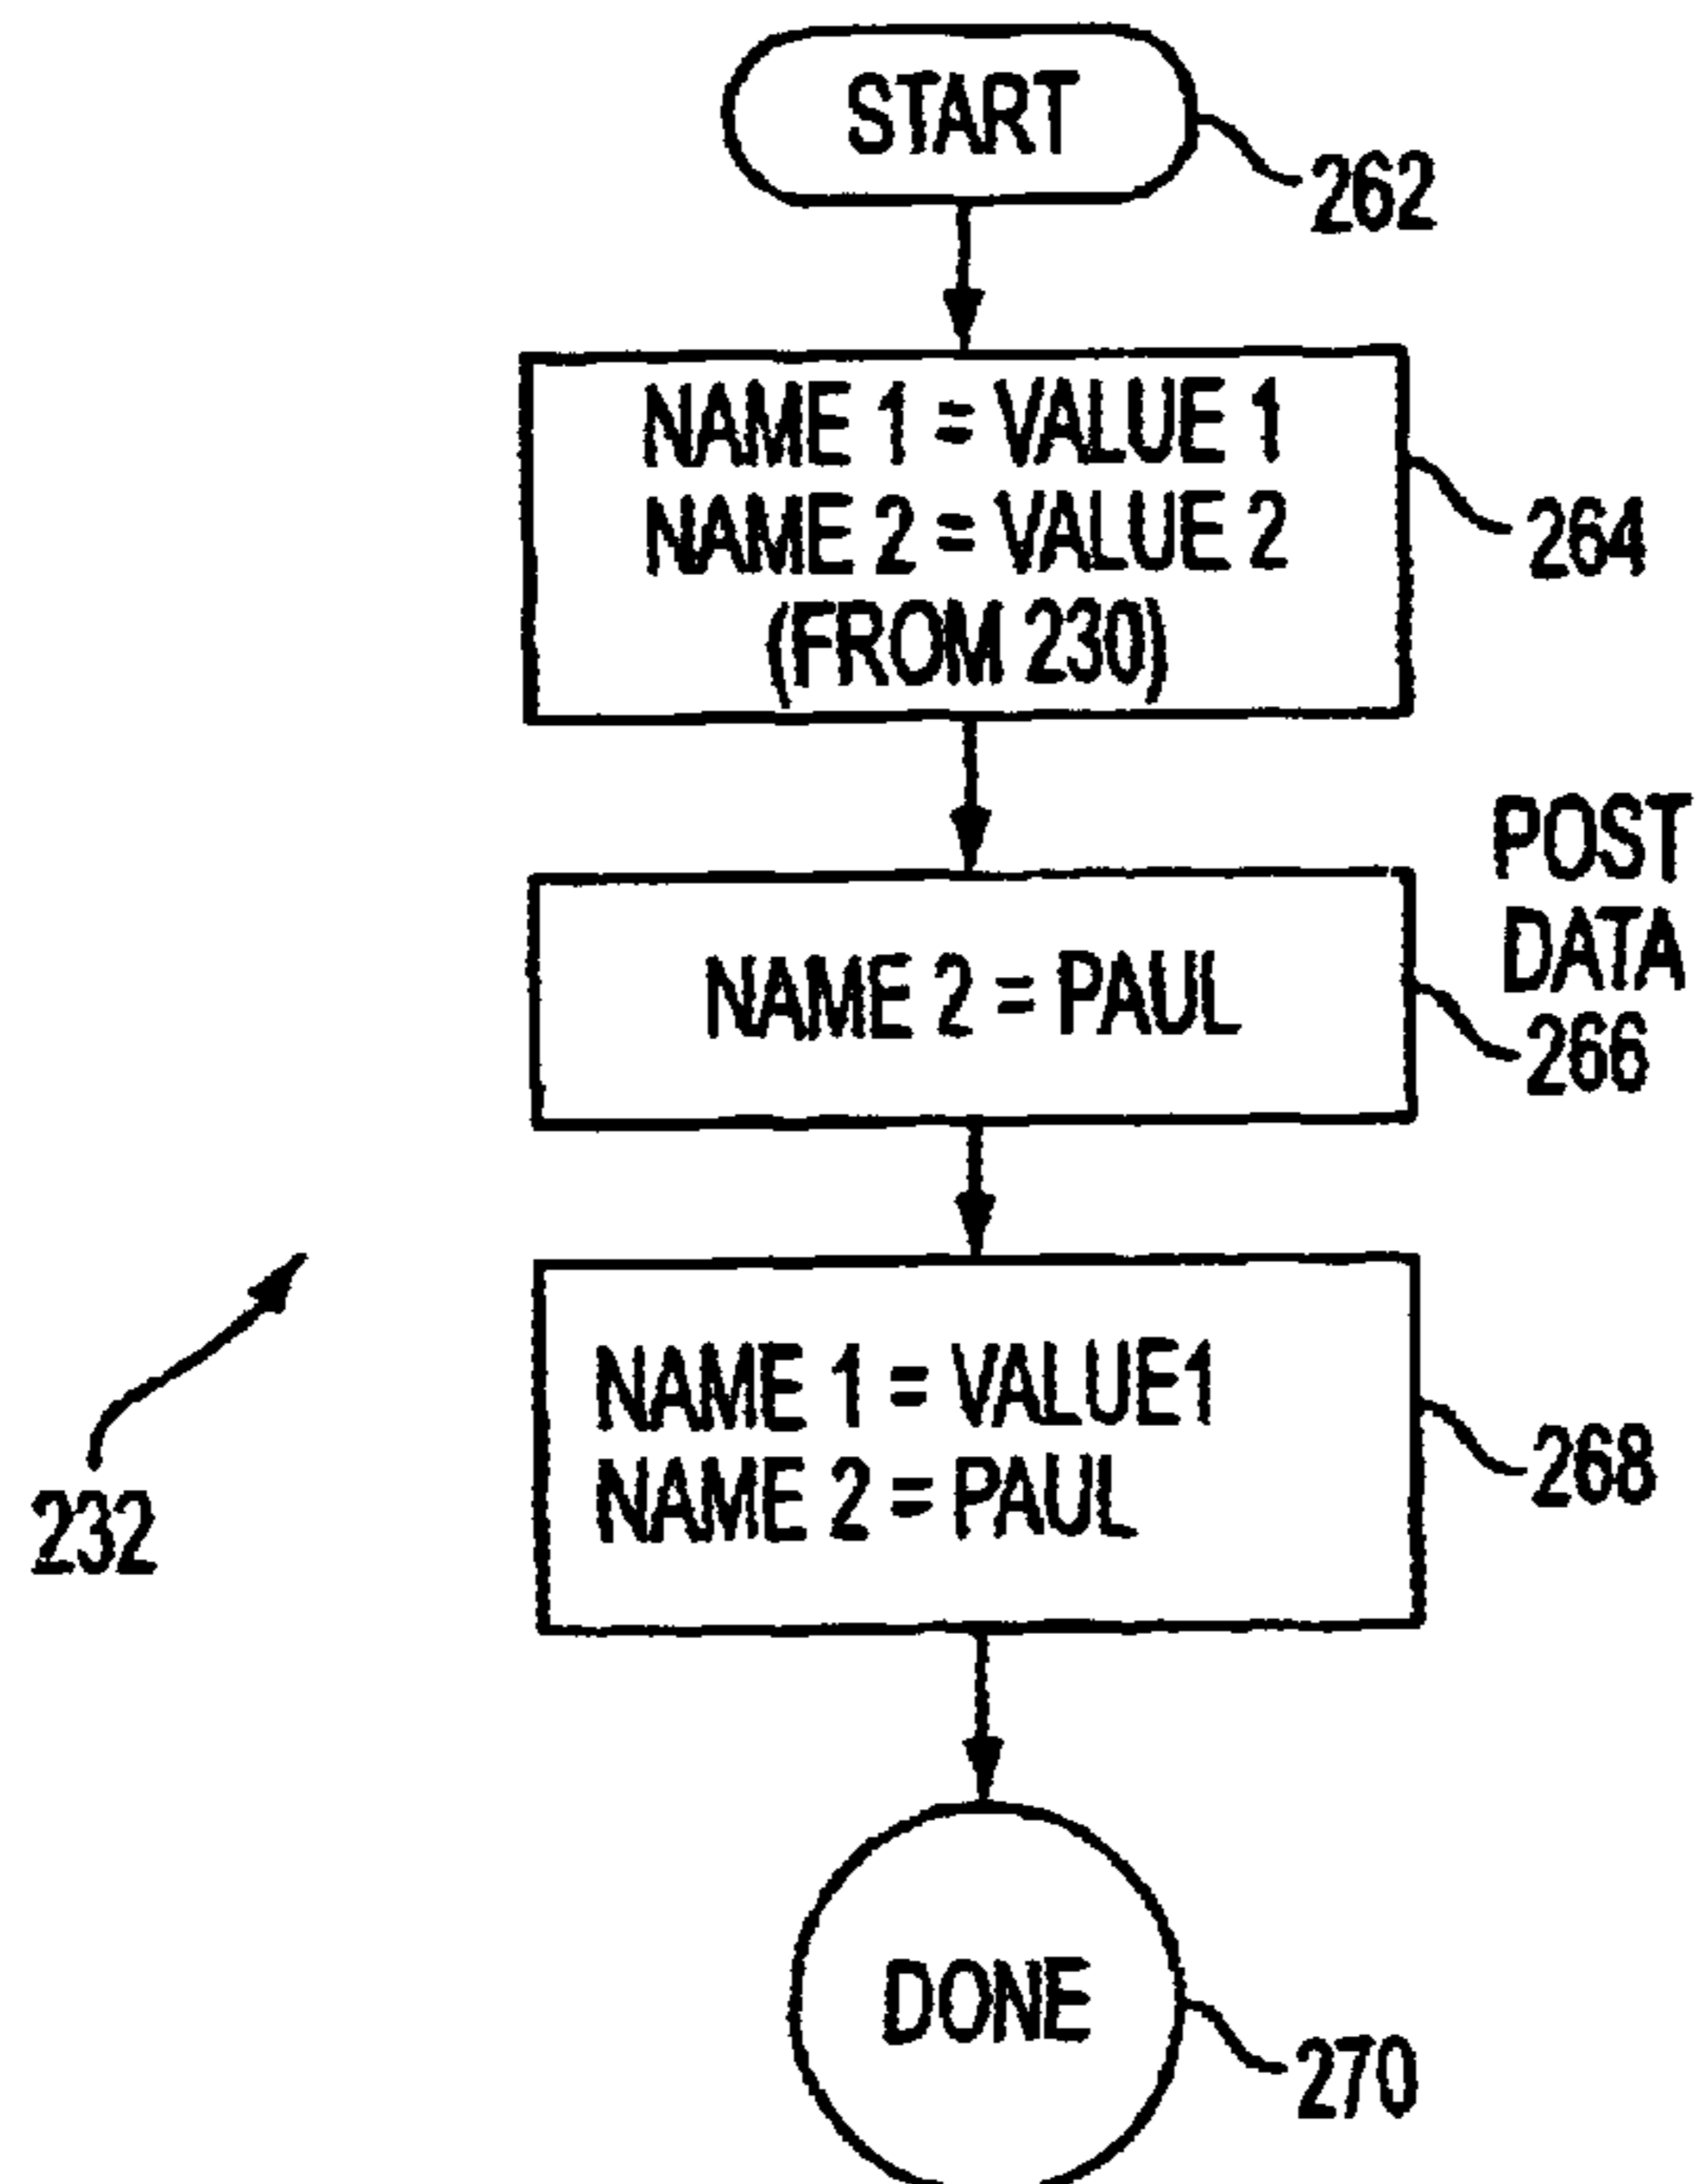 START
262
NAME 1 = VALUE 1
NAME 2 = VALUE 2
(FROM 230)
264
POST
DATA
266
NAME 2 = PAUL
NAME 1 = VALUE1
NAME 2 = PAUL
268
232
DONE
270